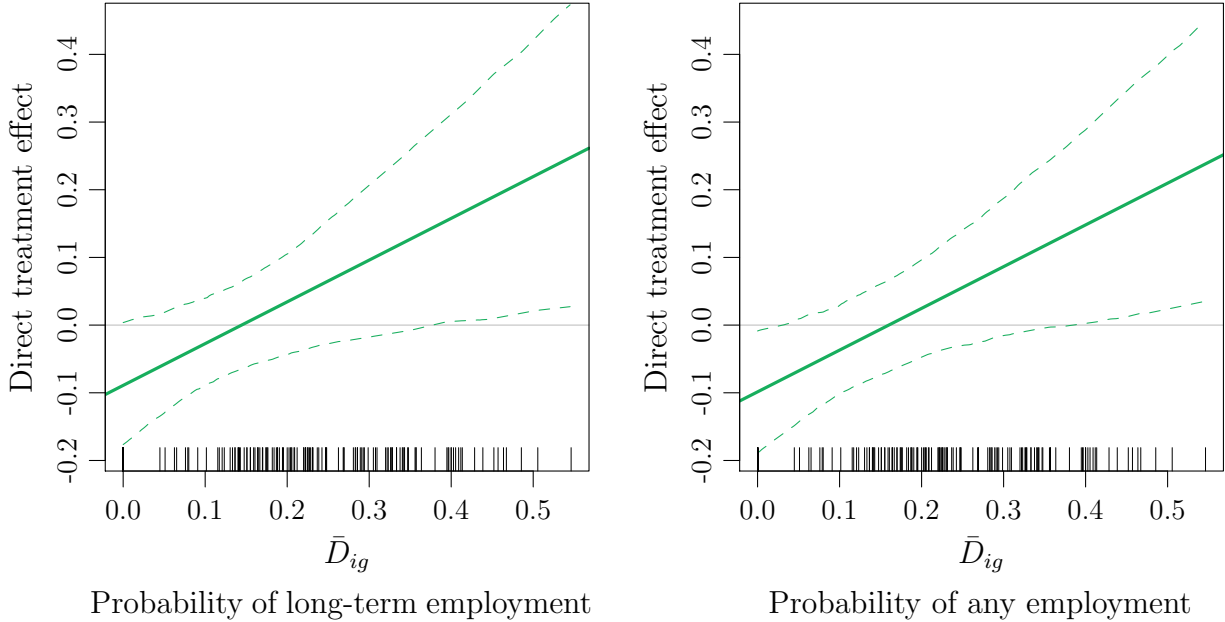 Direct treatment effect
0.4
0.3
0.2
0.1
0.0
-0.1
-0.2
0.0 0.1 0.2 0.3 0.4 0.5
D̄ig
Probability of long-term employment
Direct treatment effect
0.4
0.3
0.2
0.1
0.0
-0.1
-0.2
0.0 0.1 0.2 0.3 0.4 0.5
D̄ig
Probability of any employment